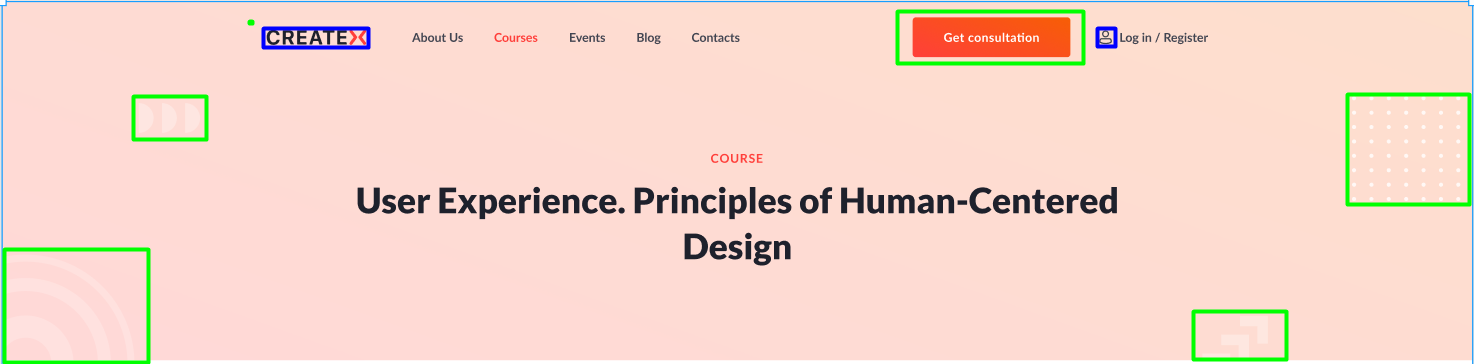 CREATEX
About Us
Courses
Events
Blog
Contacts
Get consultation
Log in / Register
COURSE
User Experience. Principles of Human-Centered
Design